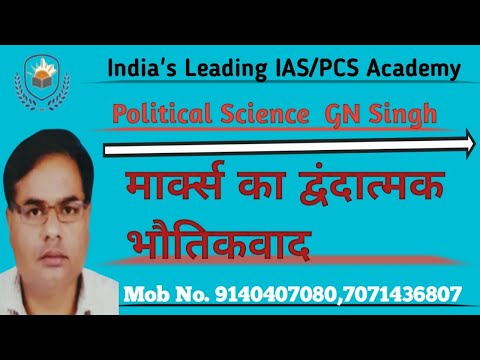 India's Leading IAS/PCS Academy
Political Science GN Singh
मार्क्स का द्वंदात्मक
भौतिकवाद
Mob No. 9140407080,7071436807